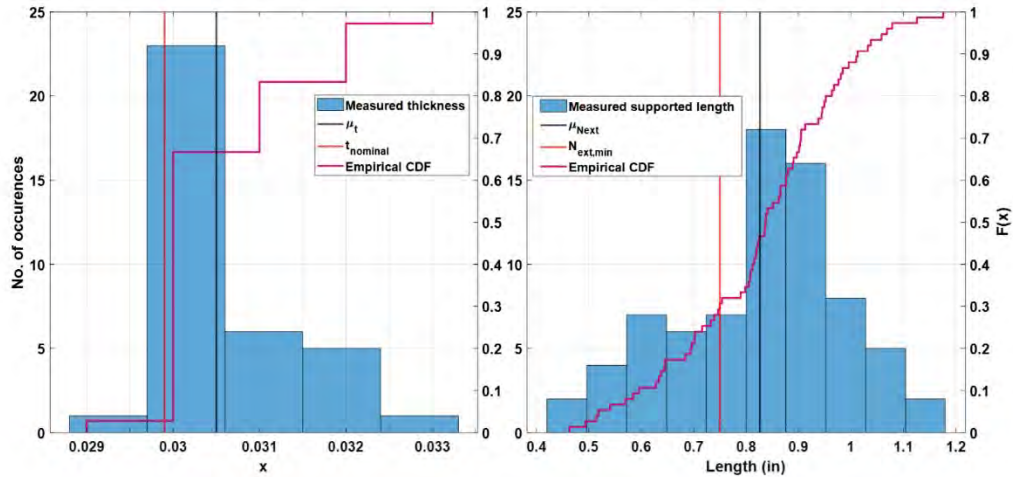 25
20
15
10
5
0
No. of occurences
1
0.9
0.8
0.7
0.6
0.5
0.4
0.3
0.2
0.1
0
Measured thickness
μt
tnominal
Empirical CDF
0.029 0.03 0.031 0.032 0.033
x
25
20
15
10
5
0
1
0.9
0.8
0.7
0.6
0.5
0.4
0.3
0.2
0.1
0
F(x)
Measured supported length
μNext
Next,min
Empirical CDF
0.4 0.5 0.6 0.7 0.8 0.9 1 1.1 1.2
Length (in)